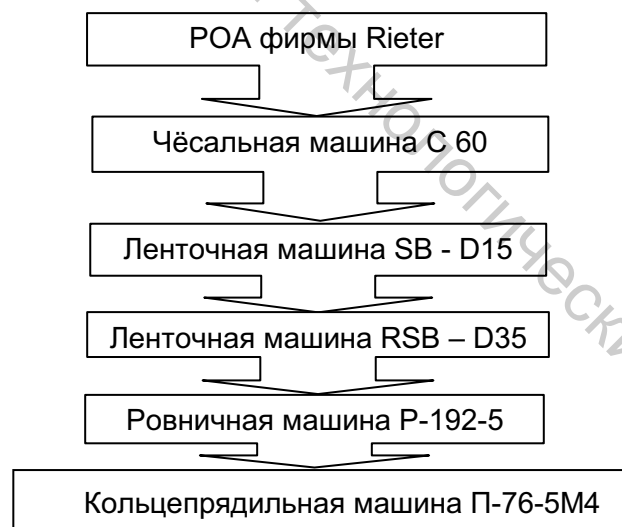 РОА фирмы Rieter
Чёсальная машина С 60
Ленточная машина SB - D15
Ленточная машина RSB – D35
Ровничная машина Р-192-5
Кольцепрядильная машина П-76-5М4
технологически